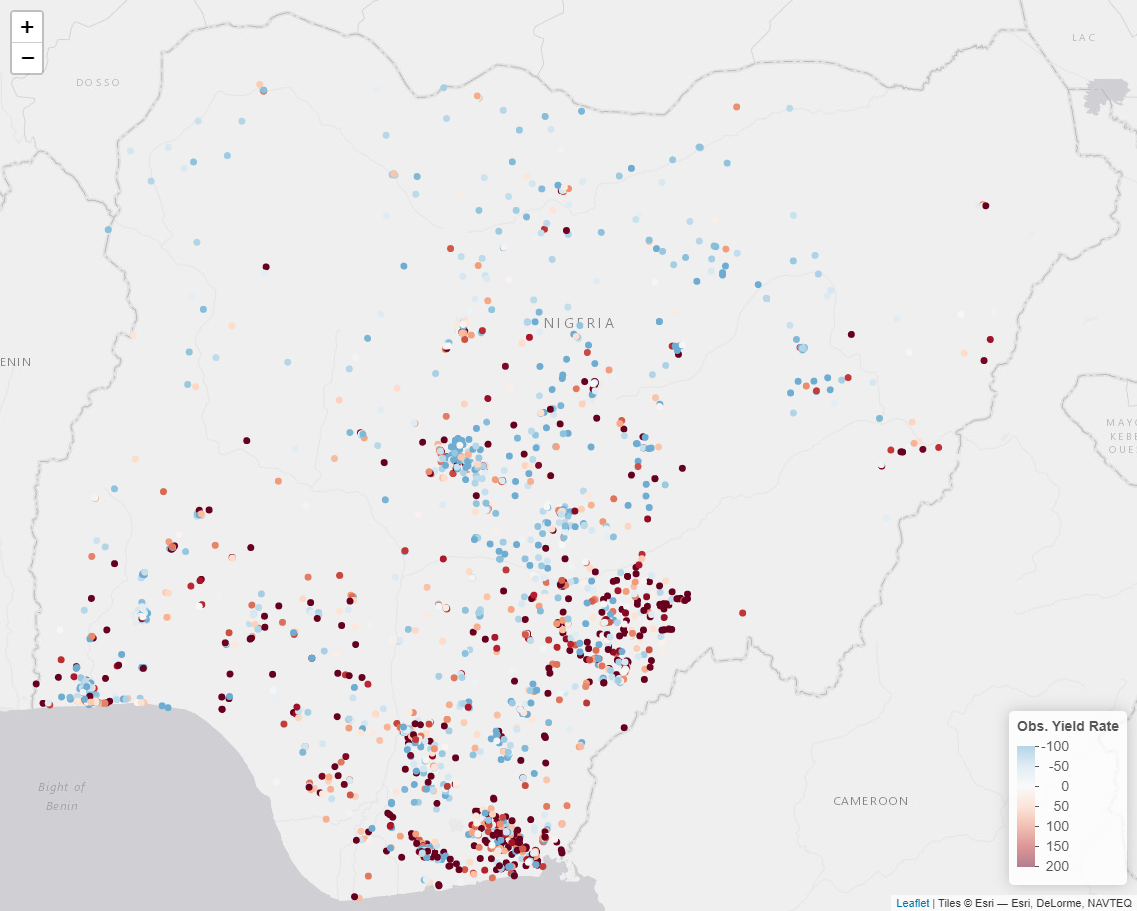 +
−
DOSSO
LAC
NIGERIA
ENIN
MAYO
KEBB
OUE
Bight of
Benin
CAMEROON
Obs. Yield Rate
-100
-50
0
50
100
150
200
Leaflet | Tiles © Esri — Esri, DeLorme, NAVTEQ